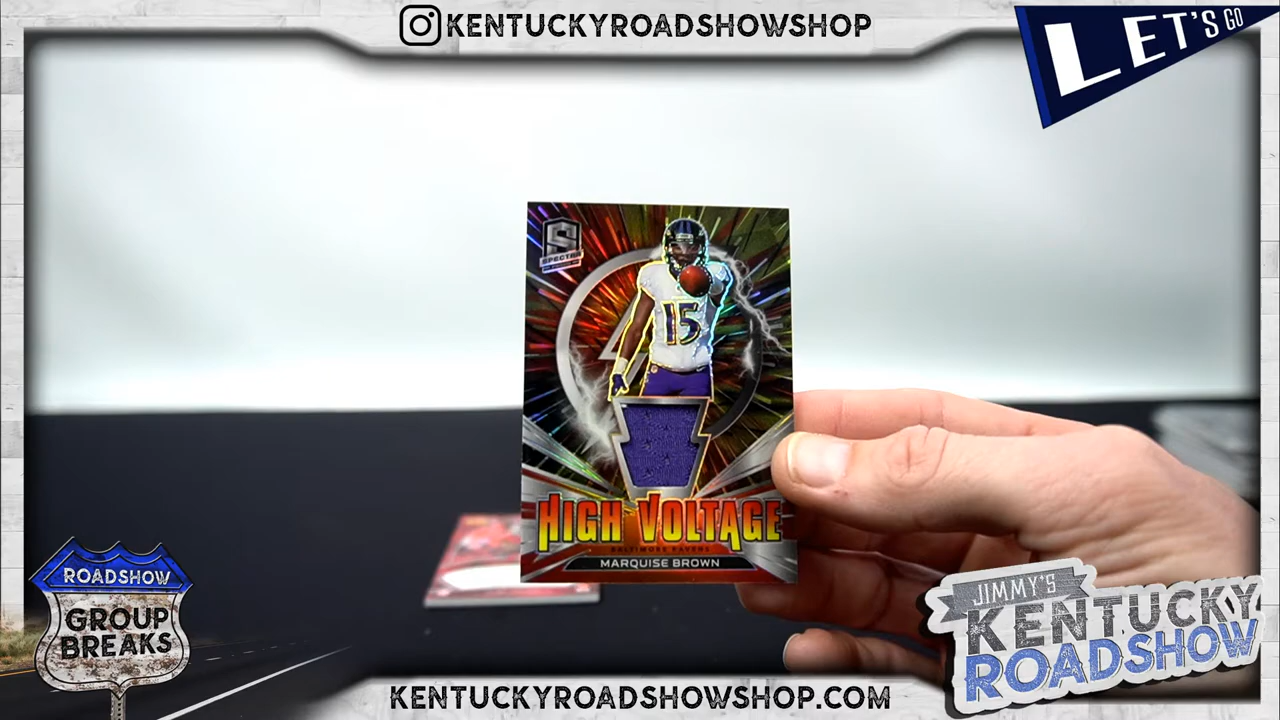 KENTUCKYROADSHOWSHOP
LET'S GO
S
SPECTRA
15
HIGH VOLTAGE
BALTIMORE RAVENS
MARQUISE BROWN
ROADSHOW
GROUP
BREAKS
JIMMY'S
KENTUCKY
ROADSHOW
KENTUCKYROADSHOWSHOP.COM